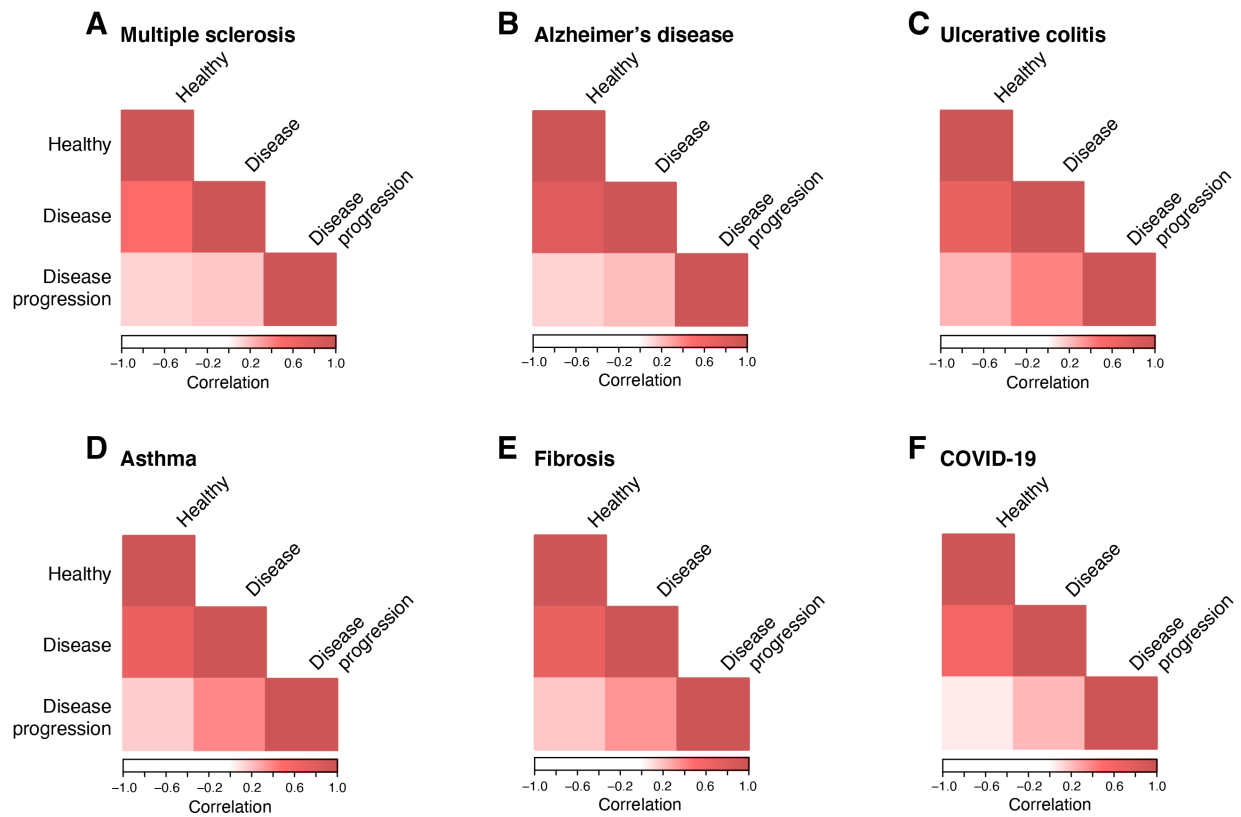 A Multiple sclerosis
Healthy
Disease
Disease
progression
Healthy
Disease
Disease
progression
−1.0 −0.6 −0.2 0.2 0.6 1.0
Correlation
B Alzheimer's disease
Healthy
Disease
Disease
progression
−1.0 −0.6 −0.2 0.2 0.6 1.0
Correlation
C Ulcerative colitis
Healthy
Disease
Disease
progression
−1.0 −0.6 −0.2 0.2 0.6 1.0
Correlation
D Asthma
Healthy
Disease
Disease
progression
Healthy
Disease
Disease
progression
−1.0 −0.6 −0.2 0.2 0.6 1.0
Correlation
E Fibrosis
Healthy
Disease
Disease
progression
−1.0 −0.6 −0.2 0.2 0.6 1.0
Correlation
F COVID-19
Healthy
Disease
Disease
progression
−1.0 −0.6 −0.2 0.2 0.6 1.0
Correlation